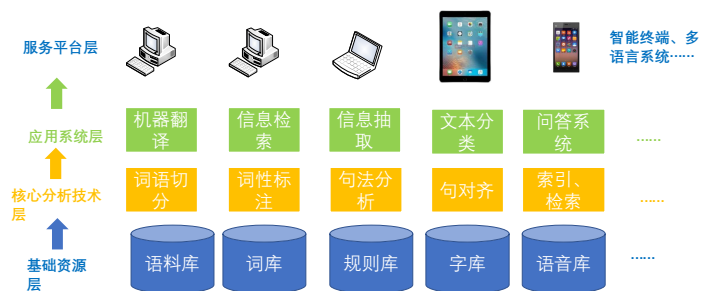 服务平台层
智能终端、多
语言系统……
应用系统层
机器翻
译
信息检
索
信息抽
取
文本分
类
问答系
统
……
核心分析技术
层
词语切
分
词性标
注
句法分
析
句对齐
索引、
检索
……
基础资源
层
语料库
词库
规则库
字库
语音库
……